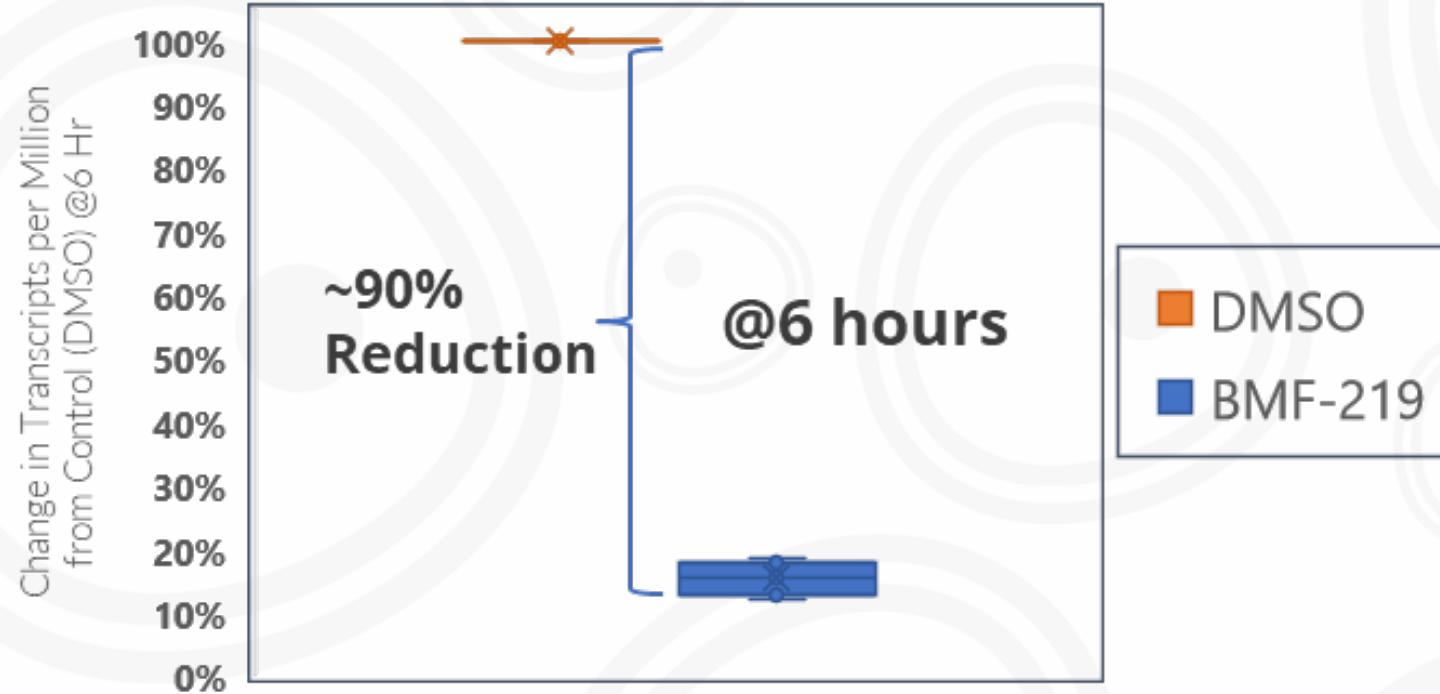 Change in Transcripts per Million
from Control (DMSO) @6 Hr
100%
90%
80%
70%
60%
50%
40%
30%
20%
10%
0%
~90%
Reduction
@6 hours
DMSO
BMF-219